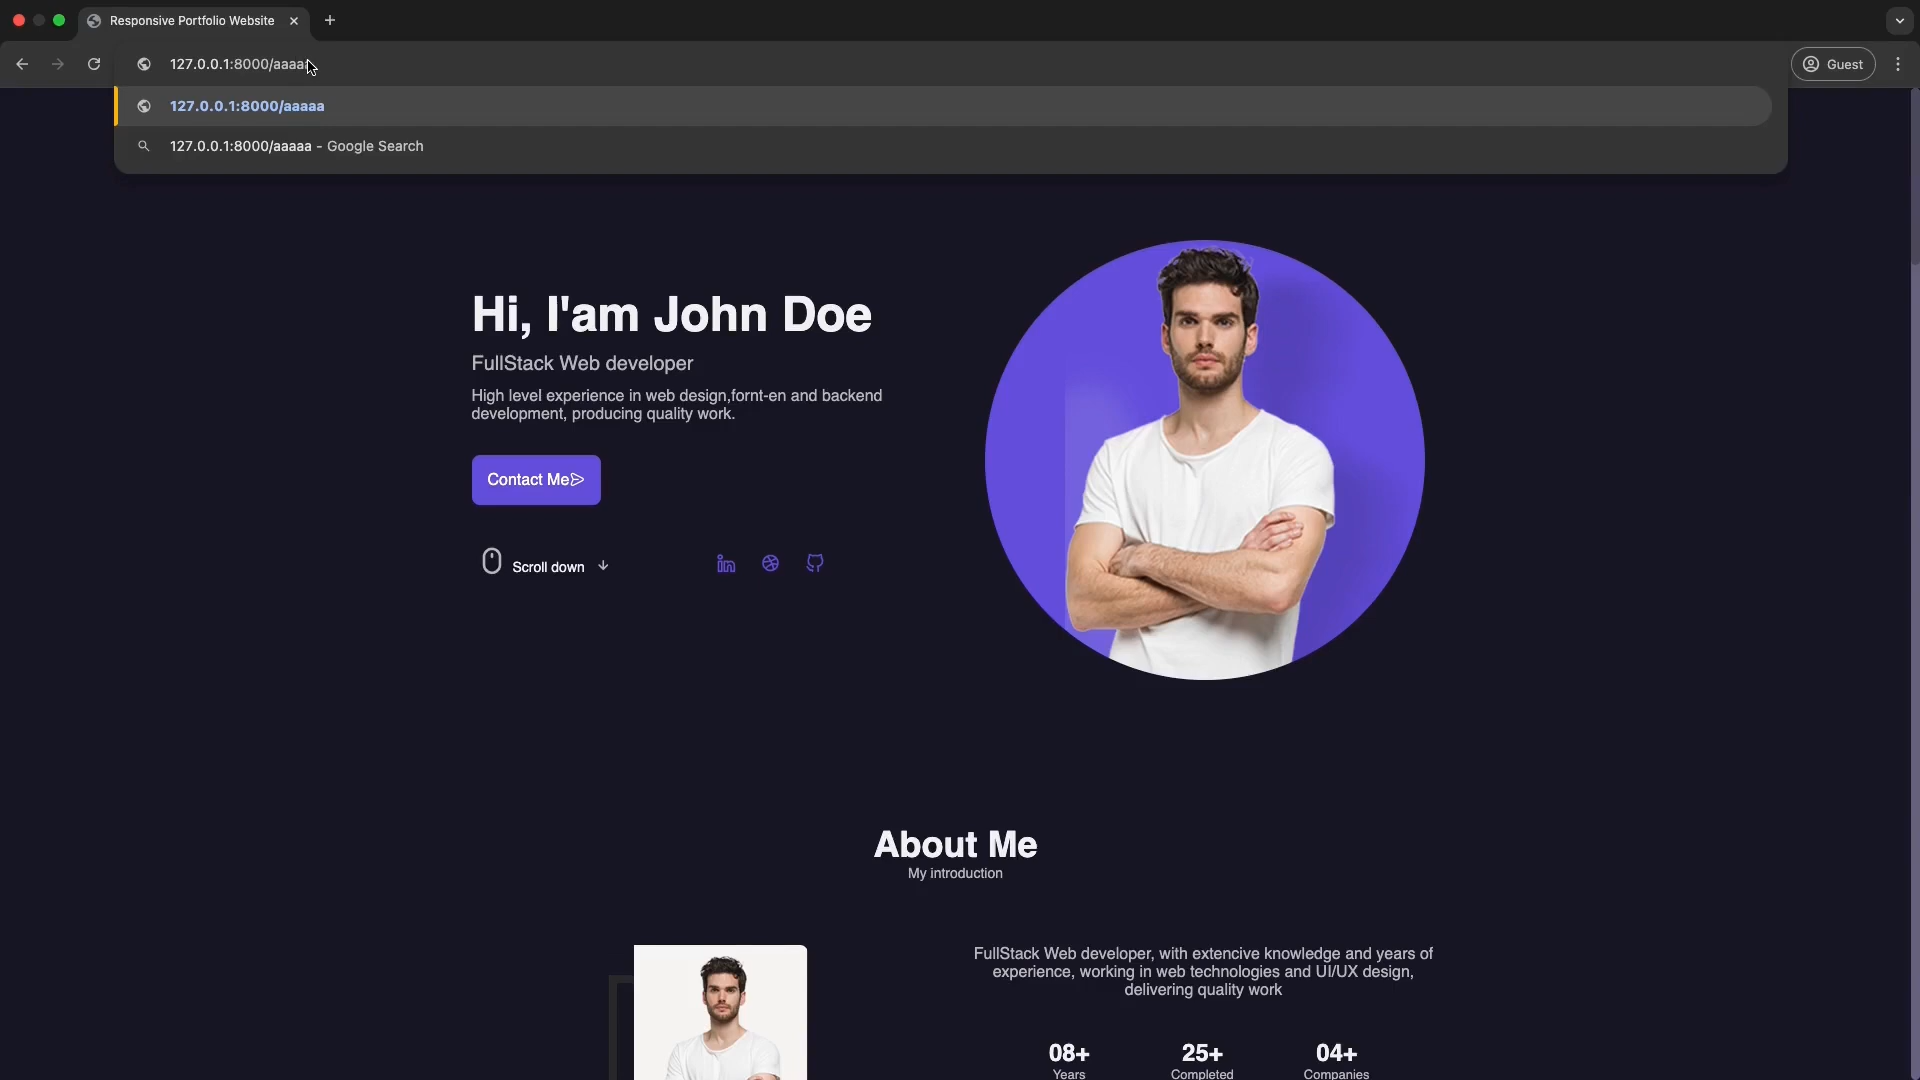 Responsive Portfolio Website
127.0.0.1:8000/aaaaa
Guest
127.0.0.1:8000/aaaaa
127.0.0.1:8000/aaaaa - Google Search
Hi, I'am John Doe
FullStack Web developer
High level experience in web design,fornt-en and backend
development, producing quality work.
Contact Me
Scroll down
About Me
My introduction
FullStack Web developer, with extencive knowledge and years of
experience, working in web technologies and UI/UX design,
delivering quality work
08+ 25+ 04+
Years Completed Companies